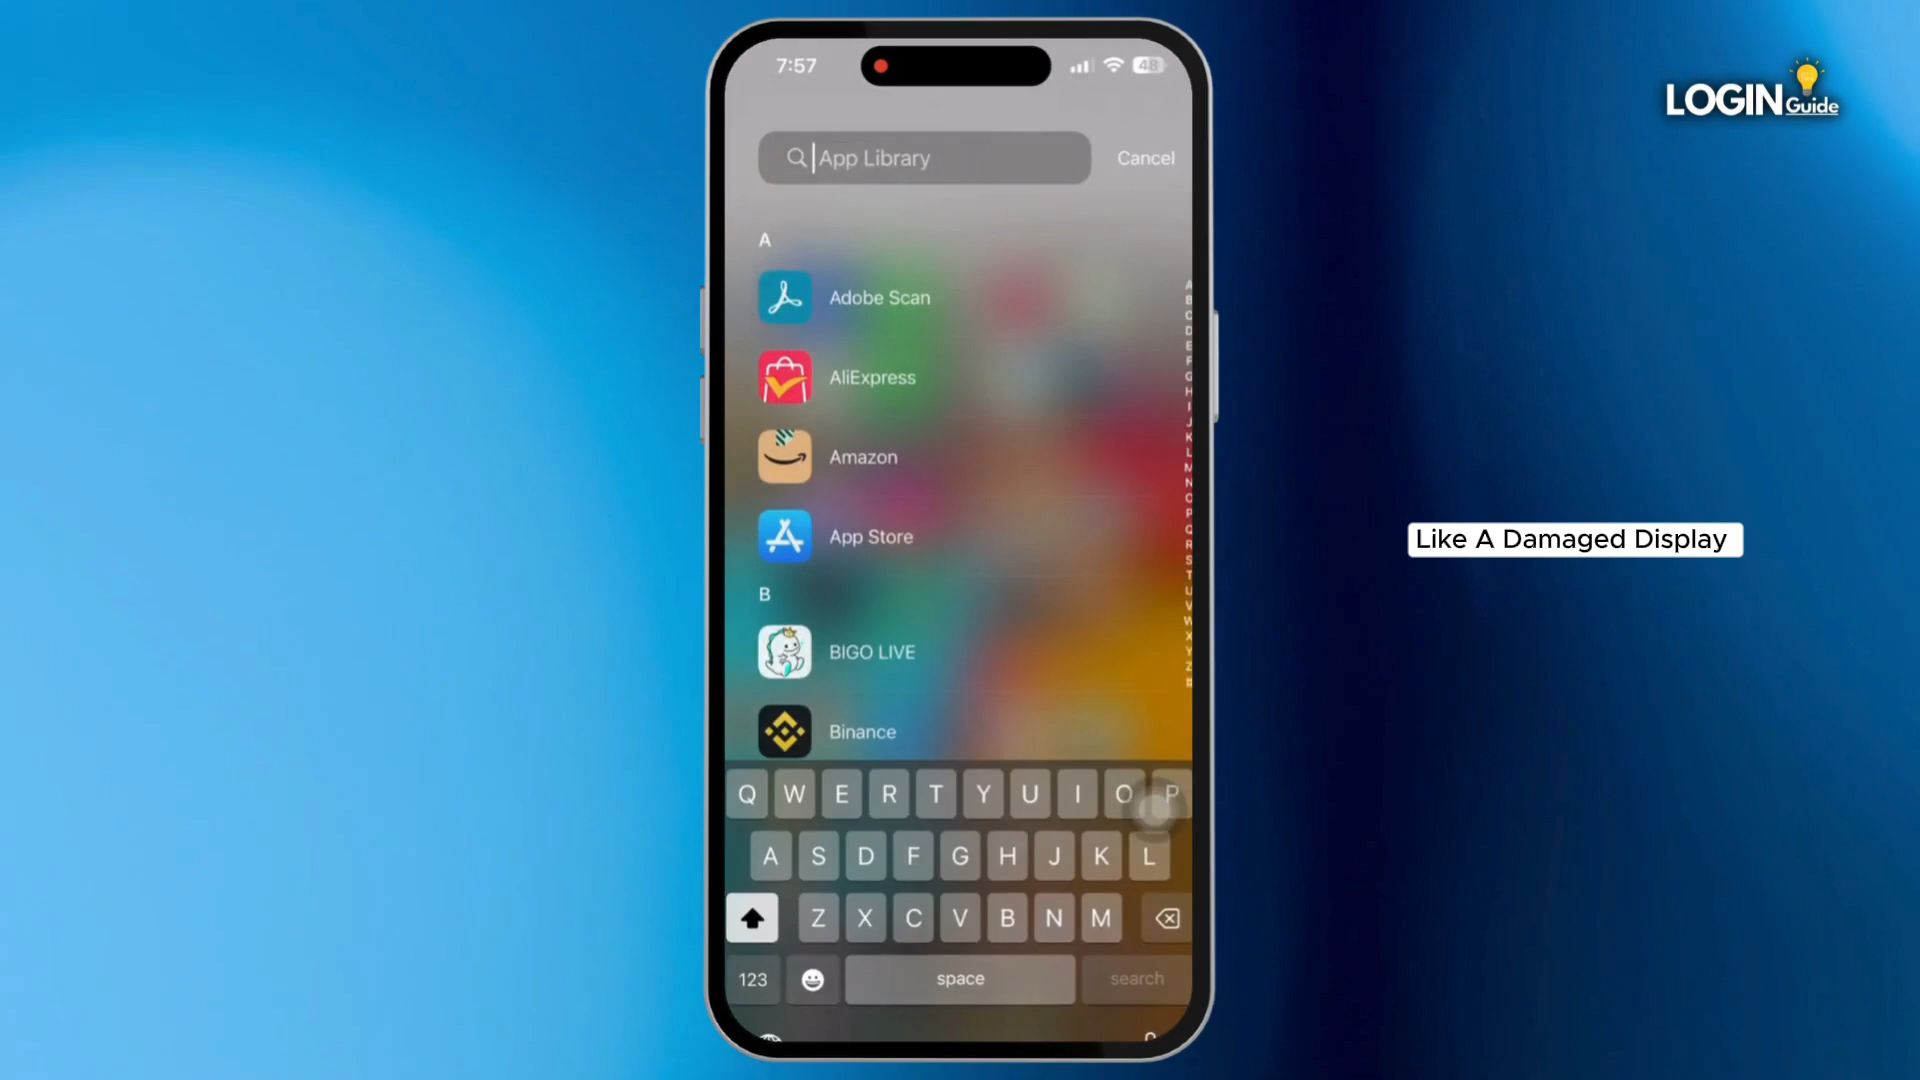 7:57
48
LOGIN Guide
App Library
Cancel
A
Adobe Scan
AliExpress
Amazon
App Store
B
BIGO LIVE
Binance
A
B
C
D
E
F
G
H
I
J
K
L
M
N
O
P
Q
R
S
T
U
V
W
X
Y
Z
#
Like A Damaged Display
Q W E R T Y U I O P
A S D F G H J K L
Z X C V B N M
123 space search